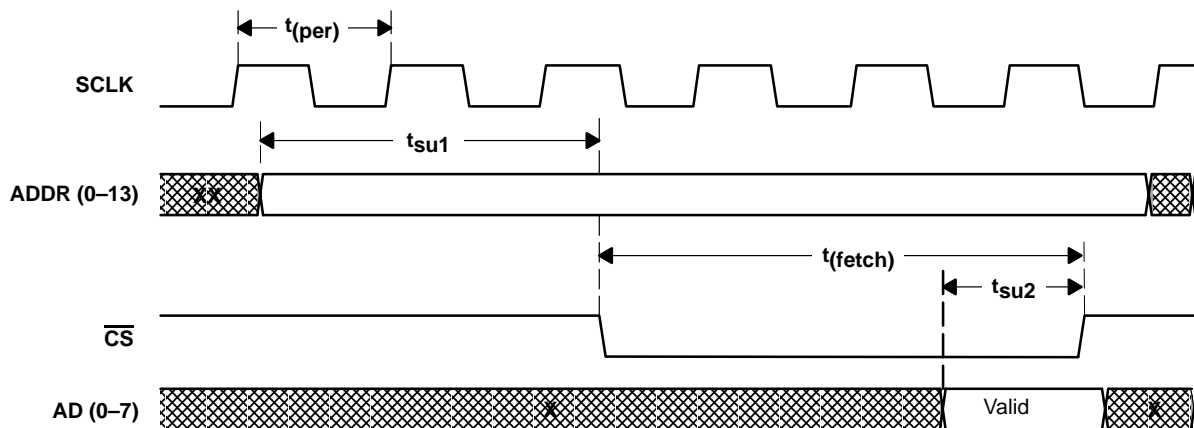 t(per)
SCLK
tsu1
ADDR (0–13)
XX
t(fetch)
tsu2
CS
AD (0–7)
X
Valid
X